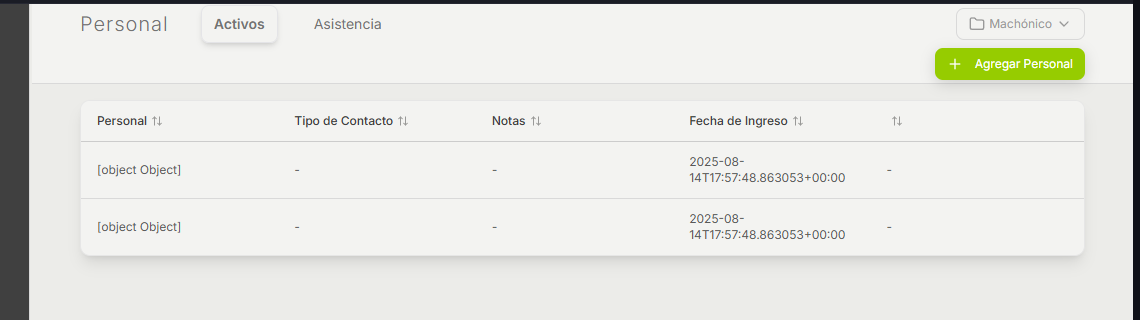 Personal
Activos
Asistencia
Machónico
Agregar Personal
Personal
Tipo de Contacto
Notas
Fecha de Ingreso
[object Object]
-
-
2025-08-
14T17:57:48.863053+00:00
-
[object Object]
-
-
2025-08-
14T17:57:48.863053+00:00
-